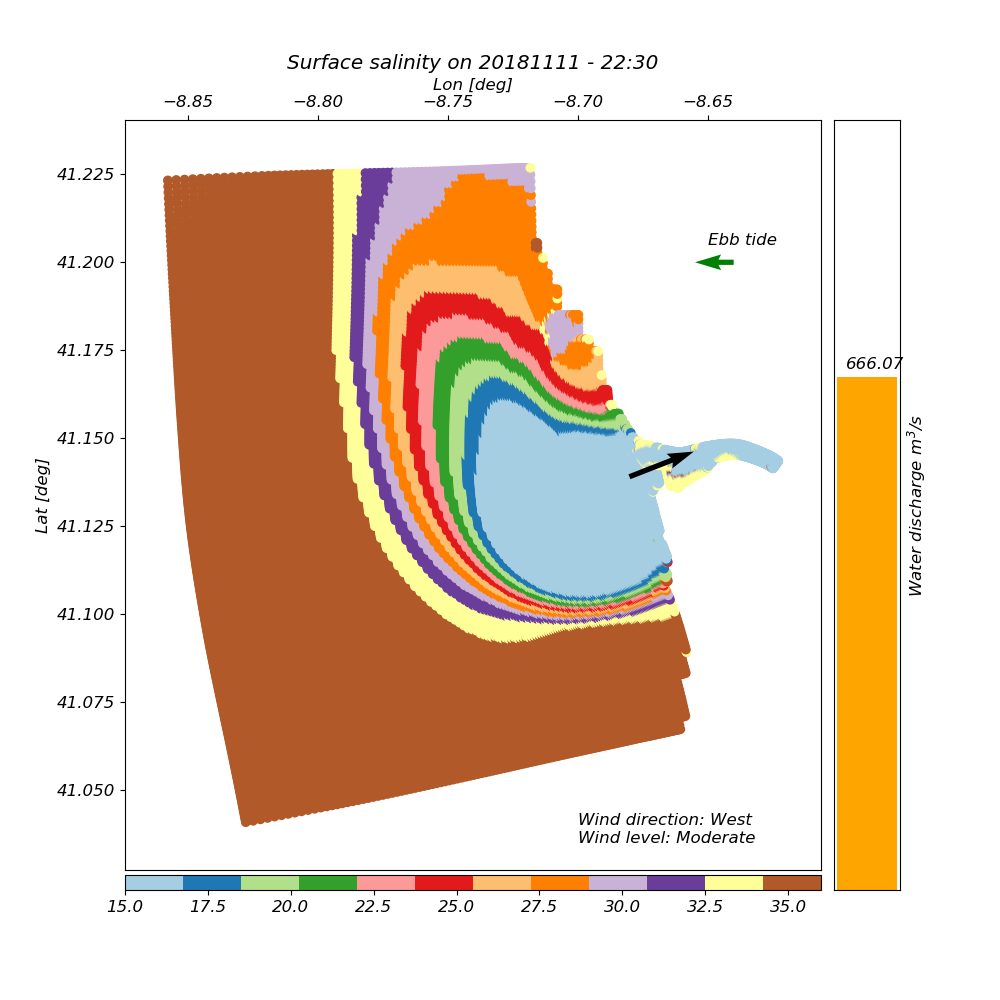 Surface salinity on 20181111 - 22:30
Lon [deg]
−8.85 −8.80 −8.75 −8.70 −8.65
41.225
41.200
41.175
41.150
41.125
41.100
41.075
41.050
Lat [deg]
Ebb tide
666.07
Water discharge m³/s
Wind direction: West
Wind level: Moderate
15.0 17.5 20.0 22.5 25.0 27.5 30.0 32.5 35.0